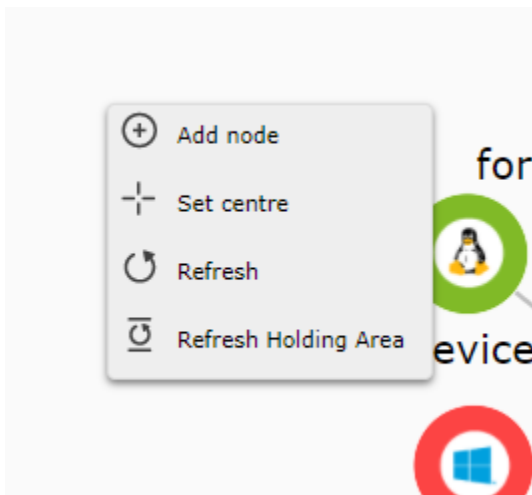 Add node
for
Set centre
Refresh
Refresh Holding Area
evice